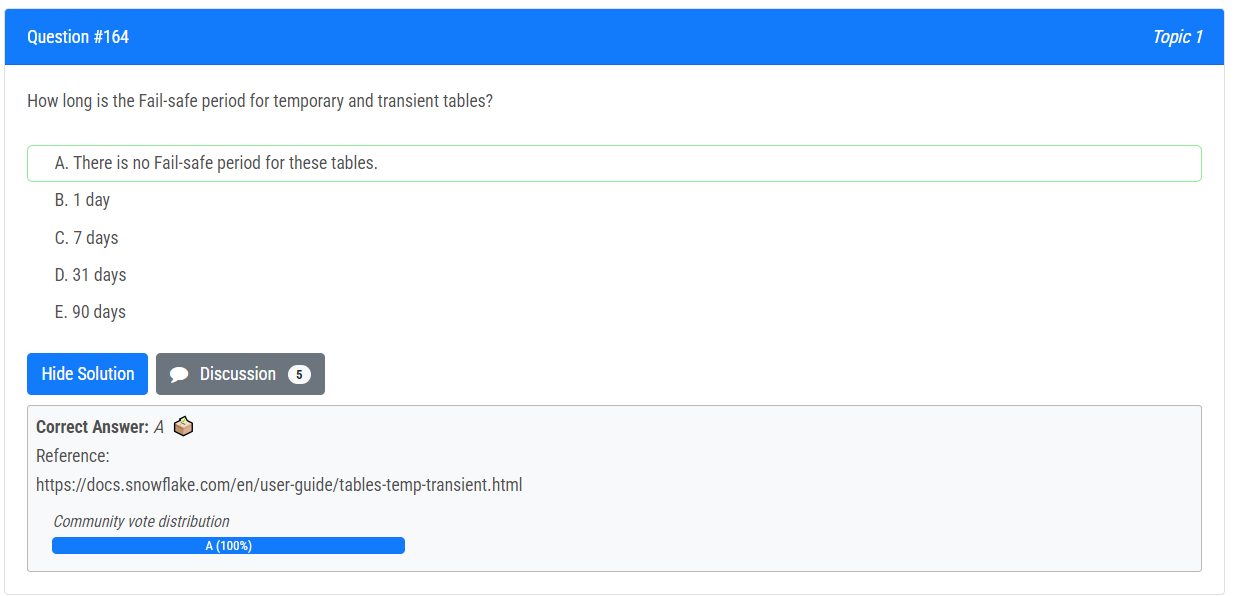 Question #164
Topic 1
How long is the Fail-safe period for temporary and transient tables?
A. There is no Fail-safe period for these tables.
B. 1 day
C. 7 days
D. 31 days
E. 90 days
Hide Solution
Discussion 5
Correct Answer: A
Reference:
https://docs.snowflake.com/en/user-guide/tables-temp-transient.html
Community vote distribution
A (100%)